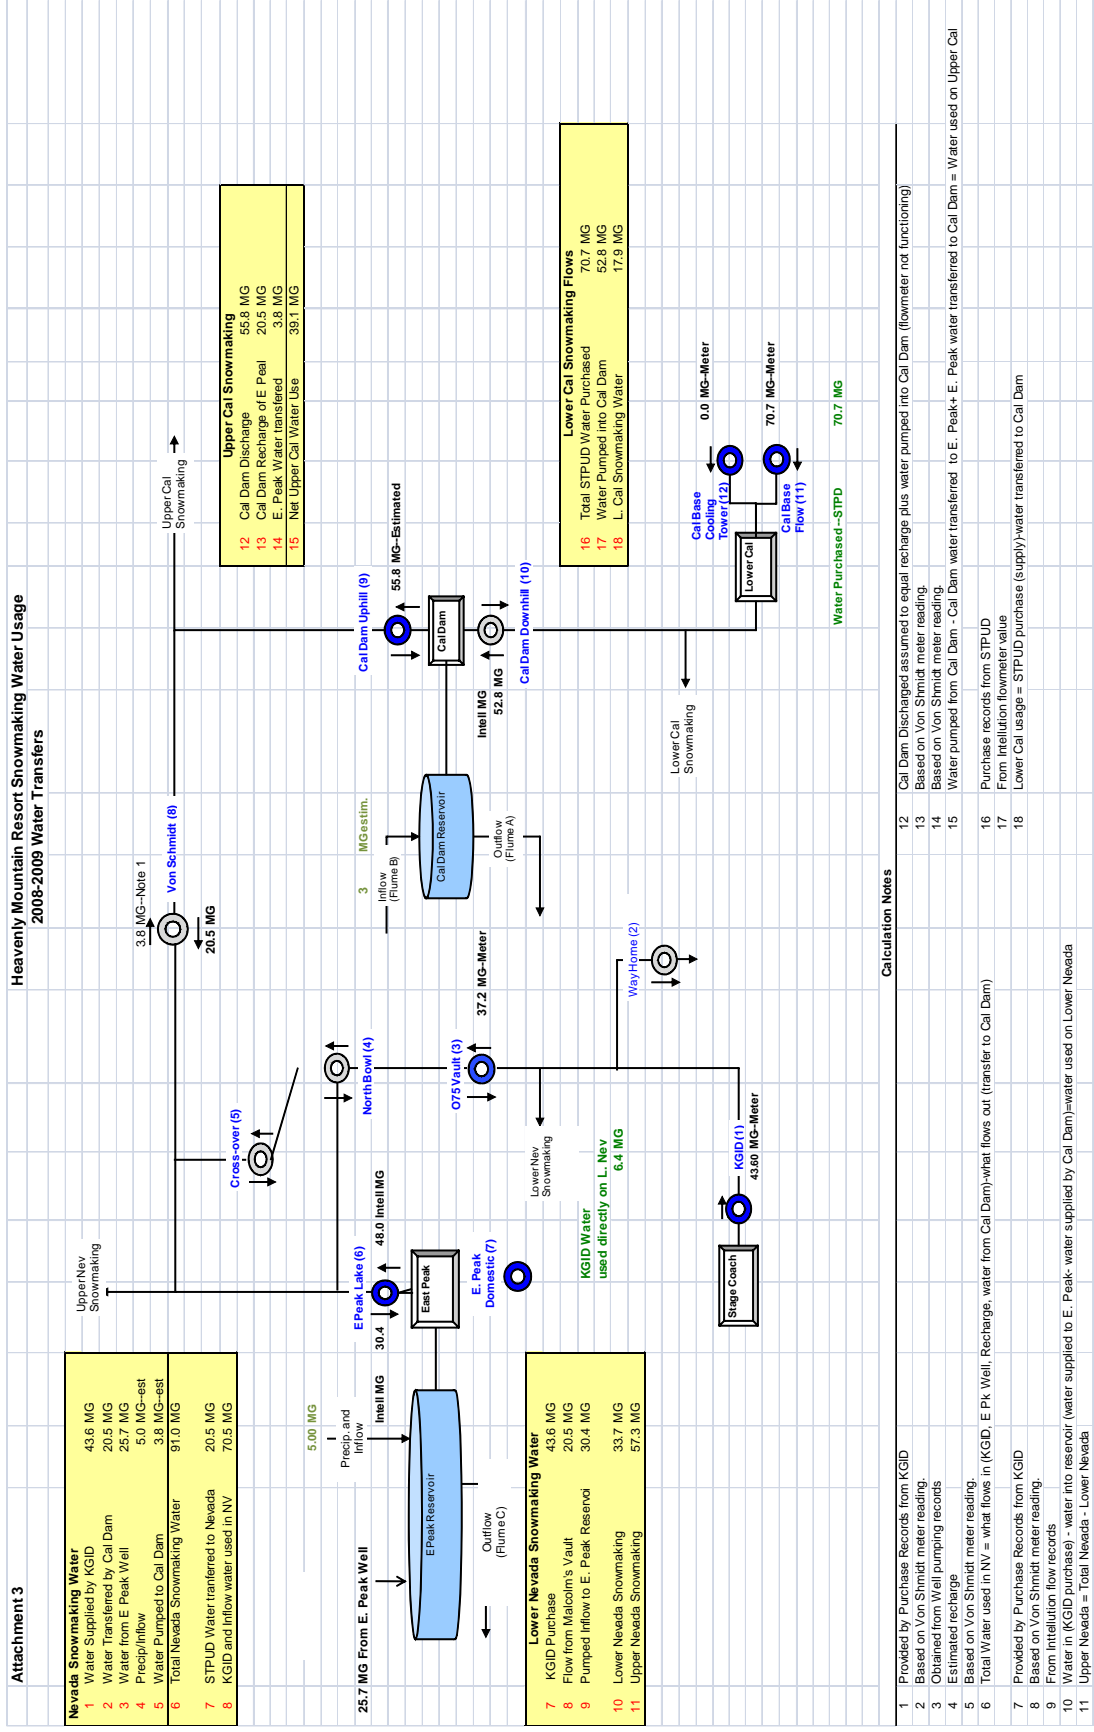 Attachment 3
Heavenly Mountain Resort Snowmaking Water Usage
2008-2009 Water Transfers
Nevada Snowmaking Water
1 Water Supplied by KGID 43.6 MG
2 Water Transferred by Cal Dam 20.5 MG
3 Water from E Peak Well 25.7 MG
4 Precip/Inflow 5.0 MG--est
5 Water Pumped to Cal Dam 3.8 MG--est
6 Total Nevada Snowmaking Water 91.0 MG
7 STPUD Water tranferred to Nevada 20.5 MG
8 KGID and Inflow water used in NV 70.5 MG
Upper Nev
Snowmaking
Cross-over (5)
3.8 MG--Note 1
Von Schmidt (8)
20.5 MG
Upper Cal
Snowmaking
Upper Cal Snowmaking
12 Cal Dam Discharge 55.8 MG
13 Cal Dam Recharge of E Peal 20.5 MG
14 E. Peak Water transfered 3.8 MG
15 Net Upper Cal Water Use 39.1 MG
5.00 MG
Precip. and
Inflow
Intell MG
25.7 MG From E. Peak Well
E Peak Reservoir
Outflow
(Flume C)
E Peak Lake (6)
30.4
48.0 Intell MG
East Peak
E. Peak
Domestic (7)
North Bowl (4)
O75 Vault (3)
37.2 MG--Meter
3 MG estim.
Inflow
(Flume B)
Cal Dam Reservoir
Outflow
(Flume A)
Cal Dam Uphill (9)
55.8 MG--Estimated
Cal Dam
Intell MG
52.8 MG
Cal Dam Downhill (10)
Lower Nevada Snowmaking Water
7 KGID Purchase 43.6 MG
8 Flow from Malcolm's Vault 20.5 MG
9 Pumped Inflow to E. Peak Reservoi 30.4 MG
10 Lower Nevada Snowmaking 33.7 MG
11 Upper Nevada Snowmaking 57.3 MG
Lower Nev
Snowmaking
KGID Water
used directly on L. Nev
6.4 MG
Way Home (2)
Stage Coach
KGID (1)
43.60 MG--Meter
Lower Cal
Snowmaking
Lower Cal Snowmaking Flows
16 Total STPUD Water Purchased 70.7 MG
17 Water Pumped into Cal Dam 52.8 MG
18 L. Cal Snowmaking Water 17.9 MG
Cal Base
Cooling
Tower (12)
0.0 MG--Meter
Lower Cal
Cal Base
Flow (11)
70.7 MG--Meter
Water Purchased--STPD 70.7 MG
Calculation Notes
1 Provided by Purchase Records from KGID
2 Based on Von Shmidt meter reading.
3 Obtained from Well pumping records
4 Estimated recharge
5 Based on Von Shmidt meter reading.
6 Total Water used in NV = what flows in (KGID, E Pk Well, Recharge, water from Cal Dam)-what flows out (transfer to Cal Dam)
7 Provided by Purchase Records from KGID
8 Based on Von Shmidt meter reading.
9 From Inttellution flow records
10 Water in (KGID purchase) - water into reservoir (water supplied to E. Peak- water supplied by Cal Dam)=water used on Lower Nevada
11 Upper Nevada = Total Nevada - Lower Nevada
12 Cal Dam Discharged assumed to equal recharge plus water pumped into Cal Dam (flowmeter not functioning)
13 Based on Von Shmidt meter reading.
14 Based on Von Shmidt meter reading.
15 Water pumped from Cal Dam - Cal Dam water transferred to E. Peak+ E. Peak water transferred to Cal Dam = Water used on Upper Cal
16 Purchase records from STPUD
17 From Intellution flowmeter value
18 Lower Cal usage = STPUD purchase (supply)-water transferred to Cal Dam